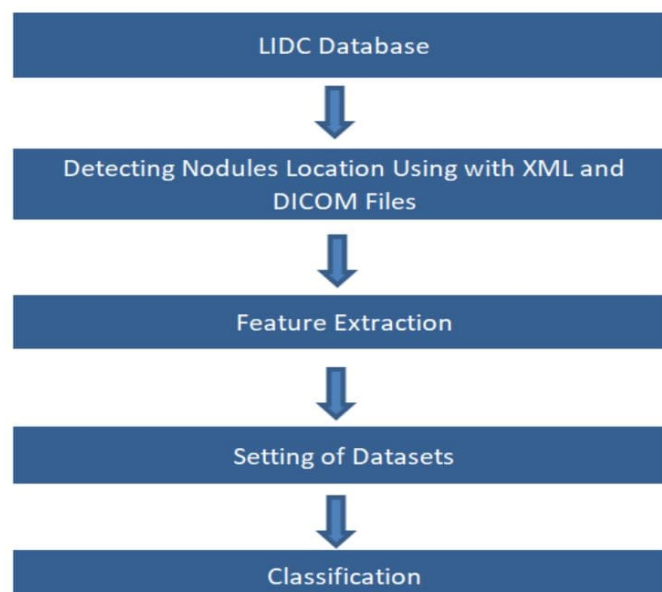 LIDC Database
Detecting Nodules Location Using with XML and
DICOM Files
Feature Extraction
Setting of Datasets
Classification